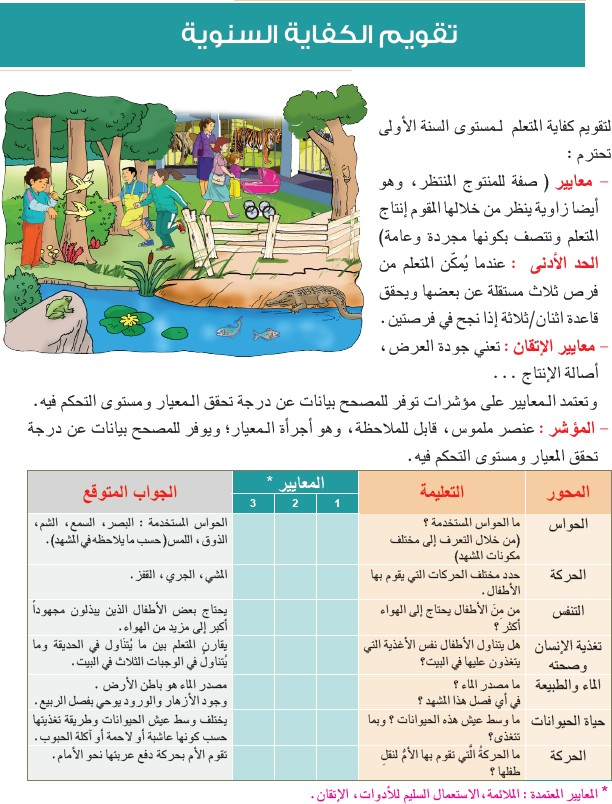 تقويم الكفاية السنوية
لتقويم كفاية المتعلم لـمستوى السنة الأولى
تحترم :
– معايير ( صفة للمنتوج المنتظر، وهو
أيضا زاوية ينظر من خلالها المقوم إنتاج
المتعلم وتتصف بكونها مجردة وعامة)
الحد الأدنى : عندما يُمكّن المتعلم من
فرص ثلاث مستقلة عن بعضها ويحقق
قاعدة اثنان/ثلاثة إذا نجح في فرصتين.
– معايير الإتقان : تعني جودة العرض،
أصالة الإنتاج ...
وتعتمد الـمعايير على مؤشرات توفر للمصحح بيانات عن درجة تحقق المعيار ومستوى التحكم فيه.
– المؤشر : عنصر ملموس، قابل للملاحظة، وهو أجرأة الـمعيار؛ ويوفر للمصحح بيانات عن درجة
تحقق المعيار ومستوى التحكم فيه.
المحور التعليمة المعايير * الجواب المتوقع
1 2 3
الحواس ما الحواس المستخدمة ؟ الحواس المستخدمة : البصر، السمع، الشم،
(من خلال التعرف إلى مختلف الذوق، اللمس(حسب ما يلاحظه في المشهد).
مكونات المشهد)
الحركة حدد مختلف الحركات التي يقوم بها المشي، الجري، القفز.
الأطفال.
التنفس من مِنَ الأطفال يحتاج إلى الهواء يحتاج بعض الأطفال الذين يبذلون مجهوداً
أكثر ؟ أكبر إلى مزيد من الهواء.
تغذية الإنسان هل يتناول الأطفال نفس الأغذية التي يقارن المتعلم بين ما يُتَنَاول في الحديقة وما
وصحته يتغذون عليها في البيت؟ يُتناول في الوجبات الثلاث في البيت.
الماء والطبيعة ما مصدر الماء ؟ مصدر الماء هو باطن الأرض .
في أي فصل هذا المشهد ؟ وجود الأزهار والورود يوحي بفصل الربيع.
حياة الحيوانات ما وسط عيش هذه الحيوانات ؟ وبما يختلف وسط عيش الحيوانات وطريقة تغذيتها
تتغذى؟ حسب كونها عاشبة أو لاحمة أو آكلة الحبوب.
الحركة ما الحركةُ الَّتي تقوم بها الأمُّ لنقلِ تقوم الأم بحركة دفع عربتها نحو الأمام.
طفلها ؟
* المعايير المعتمدة : الملائمة،الاستعمال السليم للأدوات، الإتقان .